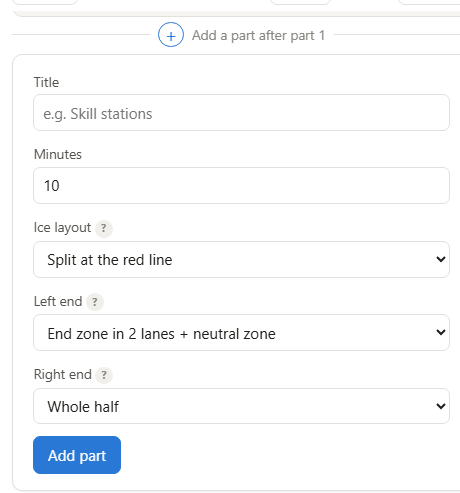 + Add a part after part 1
Title
e.g. Skill stations
Minutes
10
Ice layout ?
Split at the red line
Left end ?
End zone in 2 lanes + neutral zone
Right end ?
Whole half
Add part